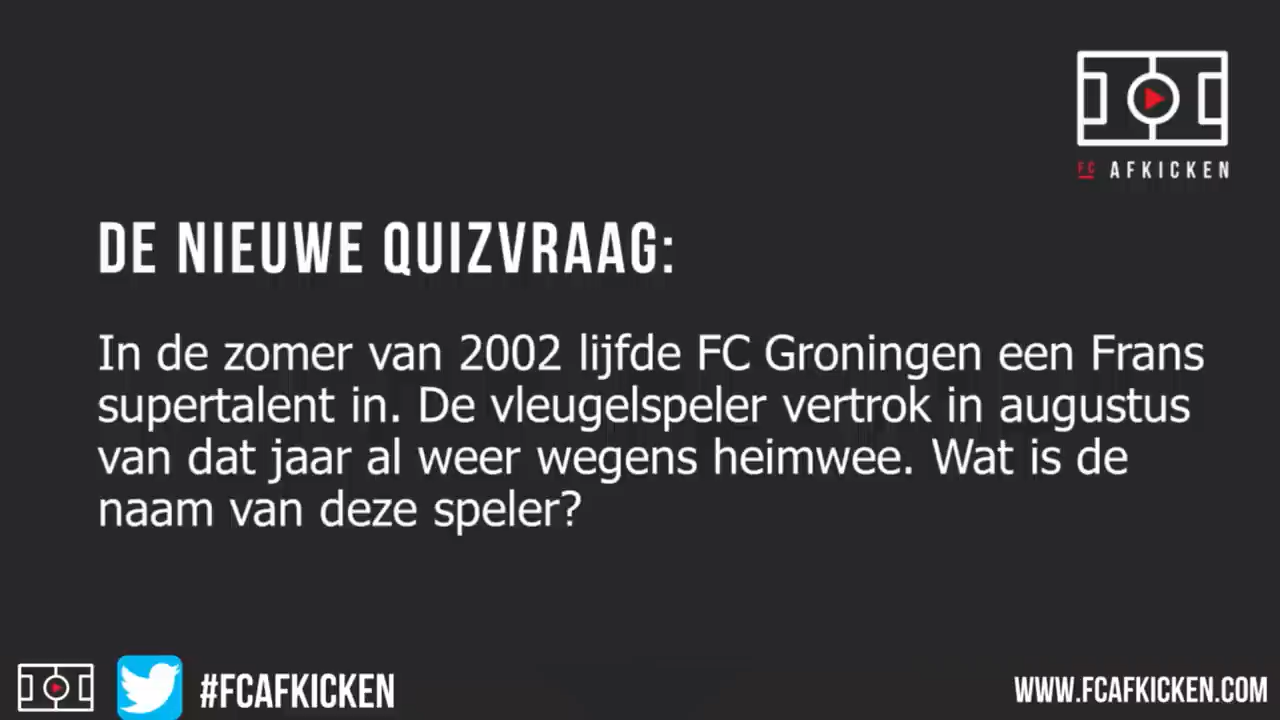 FC AFKICKEN
DE NIEUWE QUIZVRAAG:
In de zomer van 2002 lijfde FC Groningen een Frans
supertalent in. De vleugelspeler vertrok in augustus
van dat jaar al weer wegens heimwee. Wat is de
naam van deze speler?
#FCAFKICKEN
WWW.FCAFKICKEN.COM